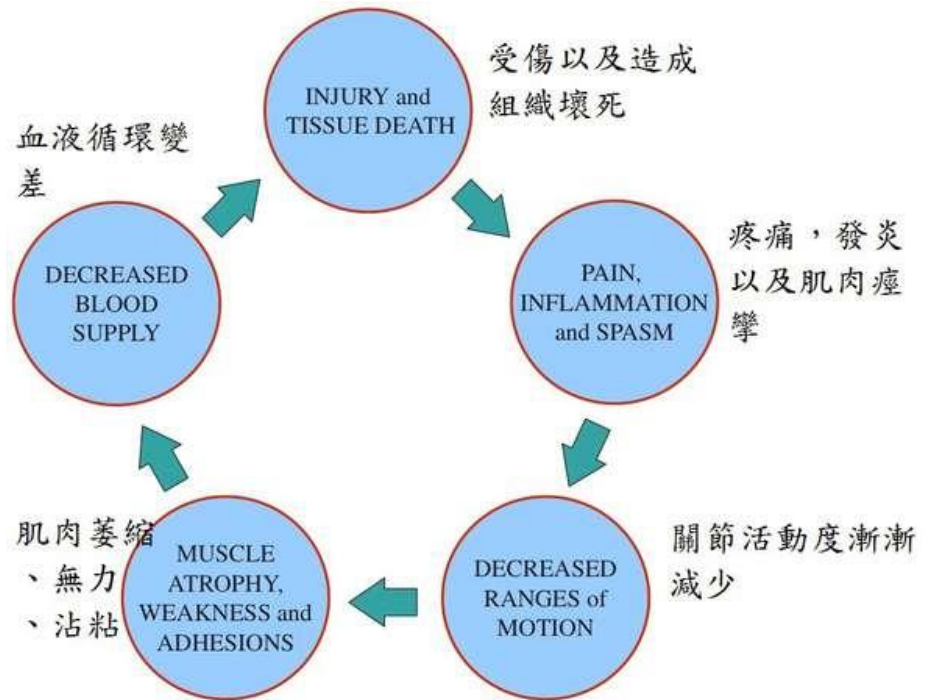 INJURY and
TISSUE DEATH
受傷以及造成
組織壞死
PAIN,
INFLAMMATION
and SPASM
疼痛，發炎
以及肌肉痙
攣
DECREASED
RANGES of
MOTION
關節活動度漸漸
減少
MUSCLE
ATROPHY,
WEAKNESS and
ADHESIONS
肌肉萎縮
、無力
、沾粘
DECREASED
BLOOD
SUPPLY
血液循環變
差